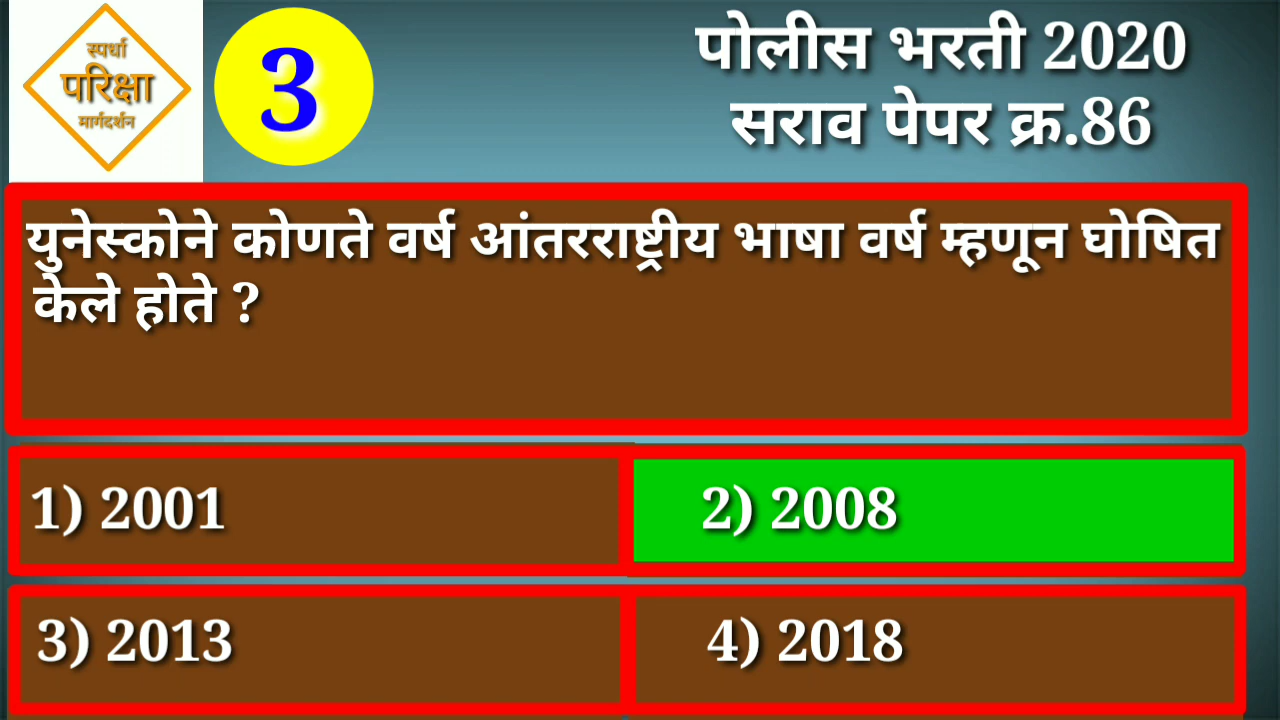 स्पर्धा
परिक्षा
मार्गदर्शन
3
पोलीस भरती 2020
सराव पेपर क्र.86
युनेस्कोने कोणते वर्ष आंतरराष्ट्रीय भाषा वर्ष म्हणून घोषित
केले होते ?
1) 2001
2) 2008
3) 2013
4) 2018